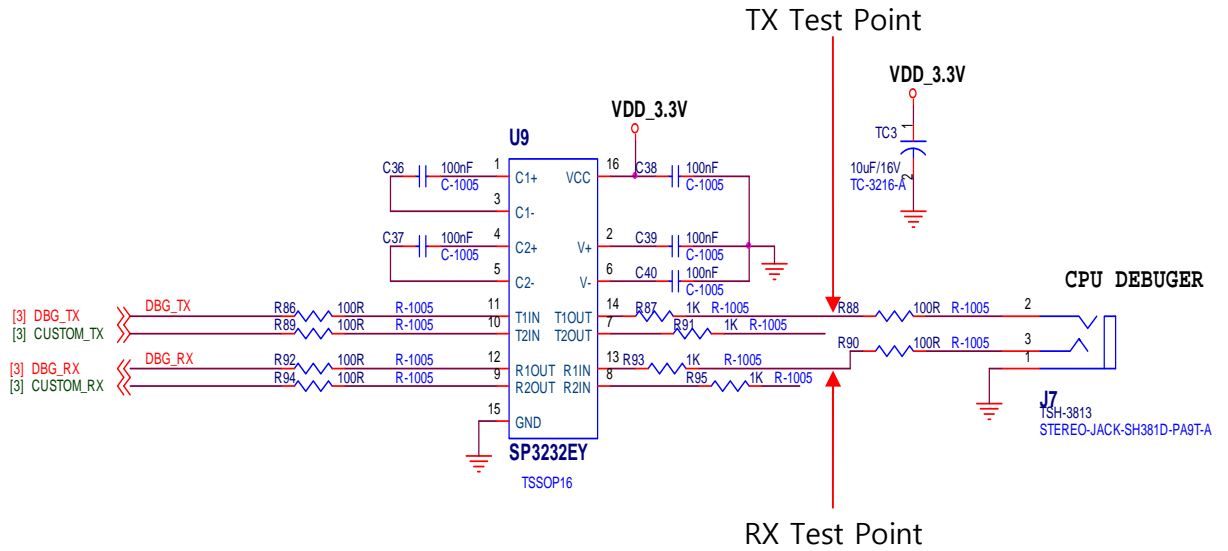 TX Test Point
VDD_3.3V
TC3
1
10uF/16V
TC-3216-A
2
VDD_3.3V
U9
C36 100nF
C-1005
1 C1+
3 C1-
C37 100nF
C-1005
4 C2+
5 C2-
16 VCC
C38 100nF
C-1005
2 V+
C39 100nF
C-1005
6 V-
C40 100nF
C-1005
CPU DEBUGER
[3] DBG_TX DBG_TX R86 100R R-1005 11 T1IN T1OUT 14 R87 1K R-1005 R88 100R R-1005 2
[3] CUSTOM_TX R89 100R R-1005 10 T2IN T2OUT 7 R91 1K R-1005
R90 100R R-1005 3
[3] DBG_RX DBG_RX R92 100R R-1005 12 R1OUT R1IN 13 R93 1K R-1005
1
[3] CUSTOM_RX R94 100R R-1005 9 R2OUT R2IN 8 R95 1K R-1005
15 GND
J7
TSH-3813
STEREO-JACK-SH381D-PA9T-A
SP3232EY
TSSOP16
RX Test Point